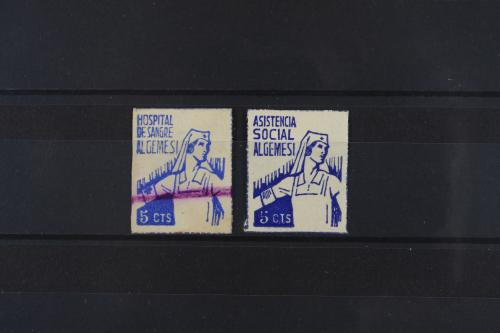 HOSPITAL
DE SANGRE
ALGEMESI
5 CTS
ASISTENCIA
SOCIAL
ALGEMESI
5 CTS